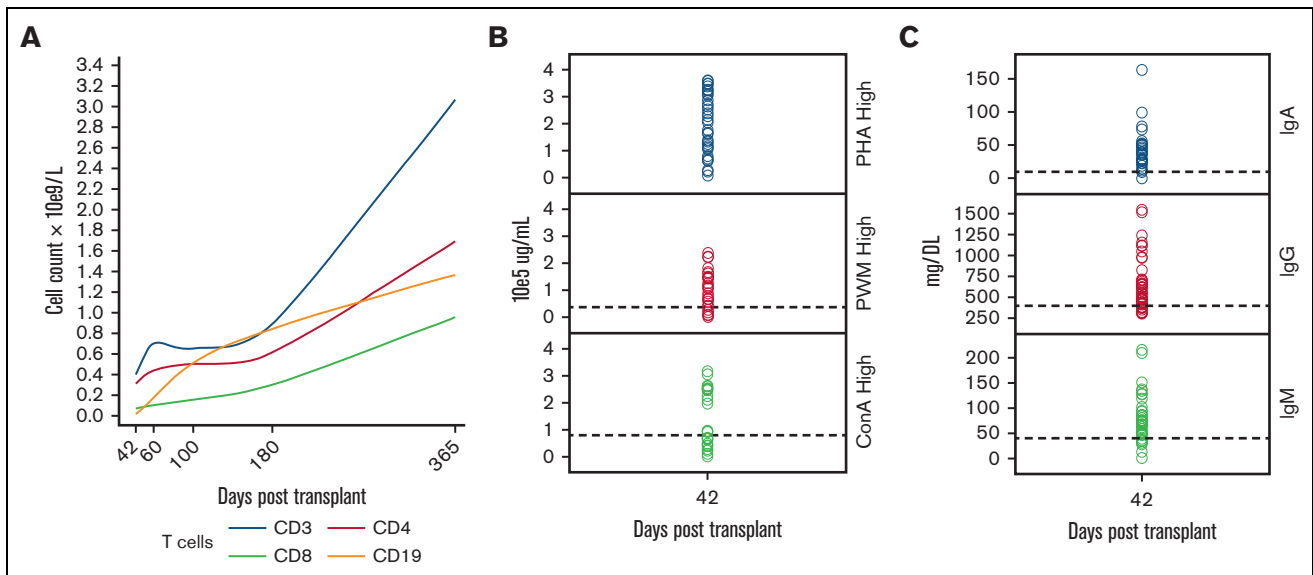 A
Cell count × 10e9/L
3.4
3.2
3.0
2.8
2.6
2.4
2.2
2.0
1.8
1.6
1.4
1.2
1.0
0.8
0.6
0.4
0.2
0.0
42
60
100
180
365
Days post transplant
T cells
CD3
CD4
CD8
CD19
B
10e5 ug/mL
4
3
2
1
0
PHA High
4
3
2
1
0
PWM High
4
3
2
1
0
ConA High
42
Days post transplant
C
mg/DL
150
100
50
0
IgA
1500
1250
1000
750
500
250
IgG
200
150
100
50
0
IgM
42
Days post transplant